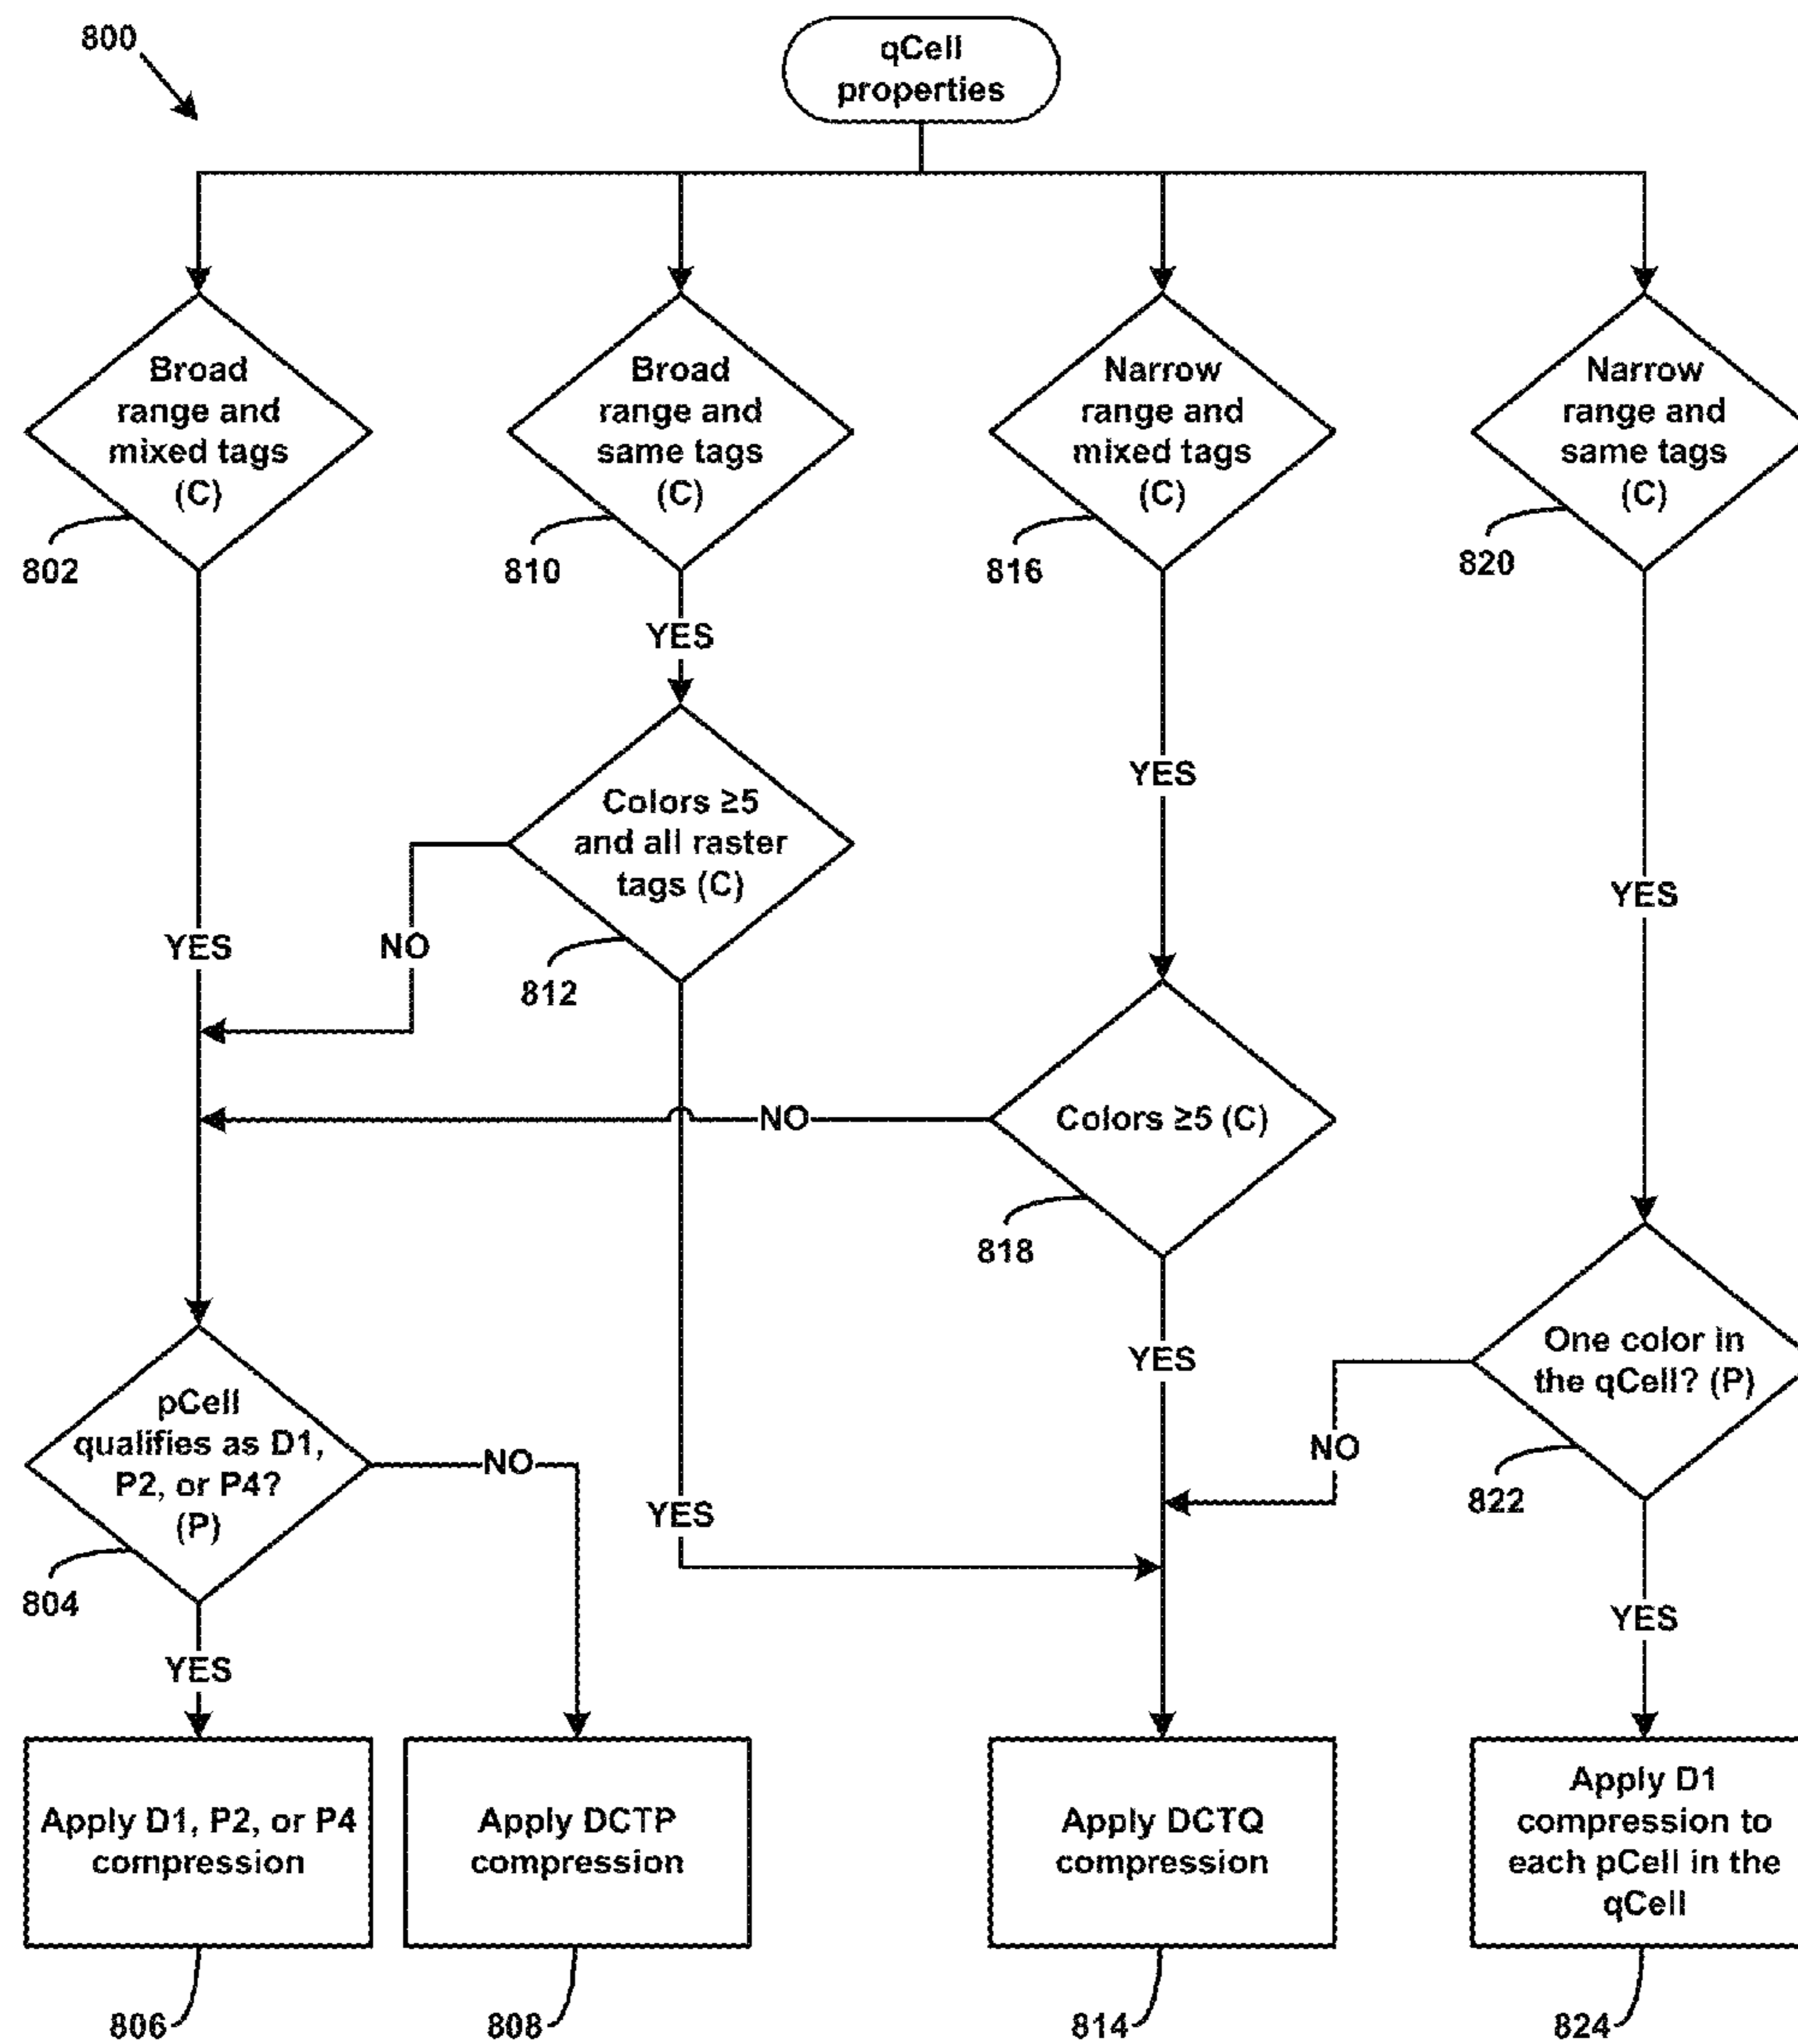 800
qCell
properties
Broad
range and
mixed tags
(C)
802
Broad
range and
same tags
(C)
810
Narrow
range and
mixed tags
(C)
816
Narrow
range and
same tags
(C)
820
YES
Colors ≥5
and all raster
tags (C)
812
YES
YES
YES
NO
NO
Colors ≥5 (C)
818
pCell
qualifies as D1,
P2, or P4?
(P)
804
NO
YES
YES
One color in
the qCell? (P)
822
NO
YES
YES
Apply D1, P2, or P4
compression
806
Apply DCTP
compression
808
Apply DCTQ
compression
814
Apply D1
compression to
each pCell in the
qCell
824